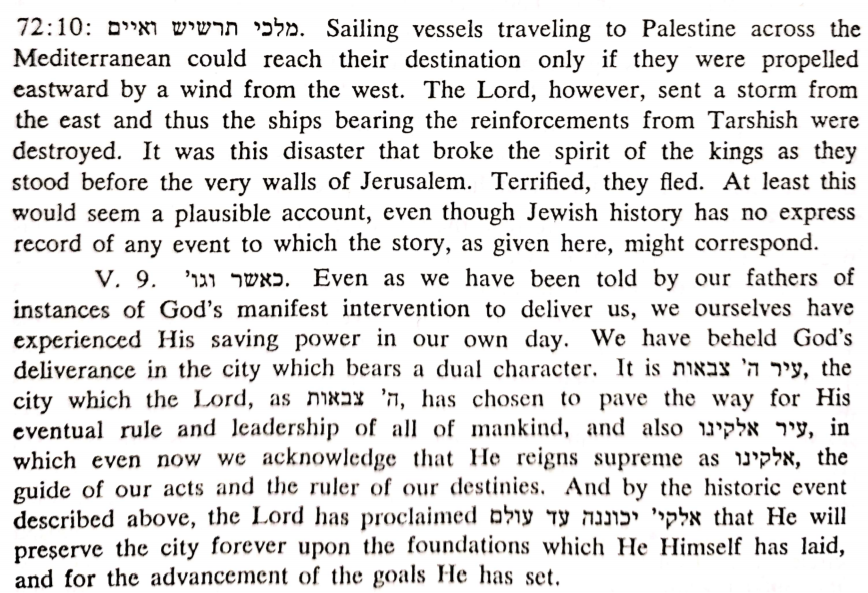 72:10: מלכי תרשיש ואיים. Sailing vessels traveling to Palestine across the
Mediterranean could reach their destination only if they were propelled
eastward by a wind from the west. The Lord, however, sent a storm from
the east and thus the ships bearing the reinforcements from Tarshish were
destroyed. It was this disaster that broke the spirit of the kings as they
stood before the very walls of Jerusalem. Terrified, they fled. At least this
would seem a plausible account, even though Jewish history has no express
record of any event to which the story, as given here, might correspond.
V. 9. כאשר וגו'. Even as we have been told by our fathers of
instances of God's manifest intervention to deliver us, we ourselves have
experienced His saving power in our own day. We have beheld God's
deliverance in the city which bears a dual character. It is עיר ה' צבאות, the
city which the Lord, as ה' צבאות, has chosen to pave the way for His
eventual rule and leadership of all of mankind, and also עיר אלקינו, in
which even now we acknowledge that He reigns supreme as אלקינו, the
guide of our acts and the ruler of our destinies. And by the historic event
described above, the Lord has proclaimed אלקי' יכוננה עד עולם that He will
preserve the city forever upon the foundations which He Himself has laid,
and for the advancement of the goals He has set.